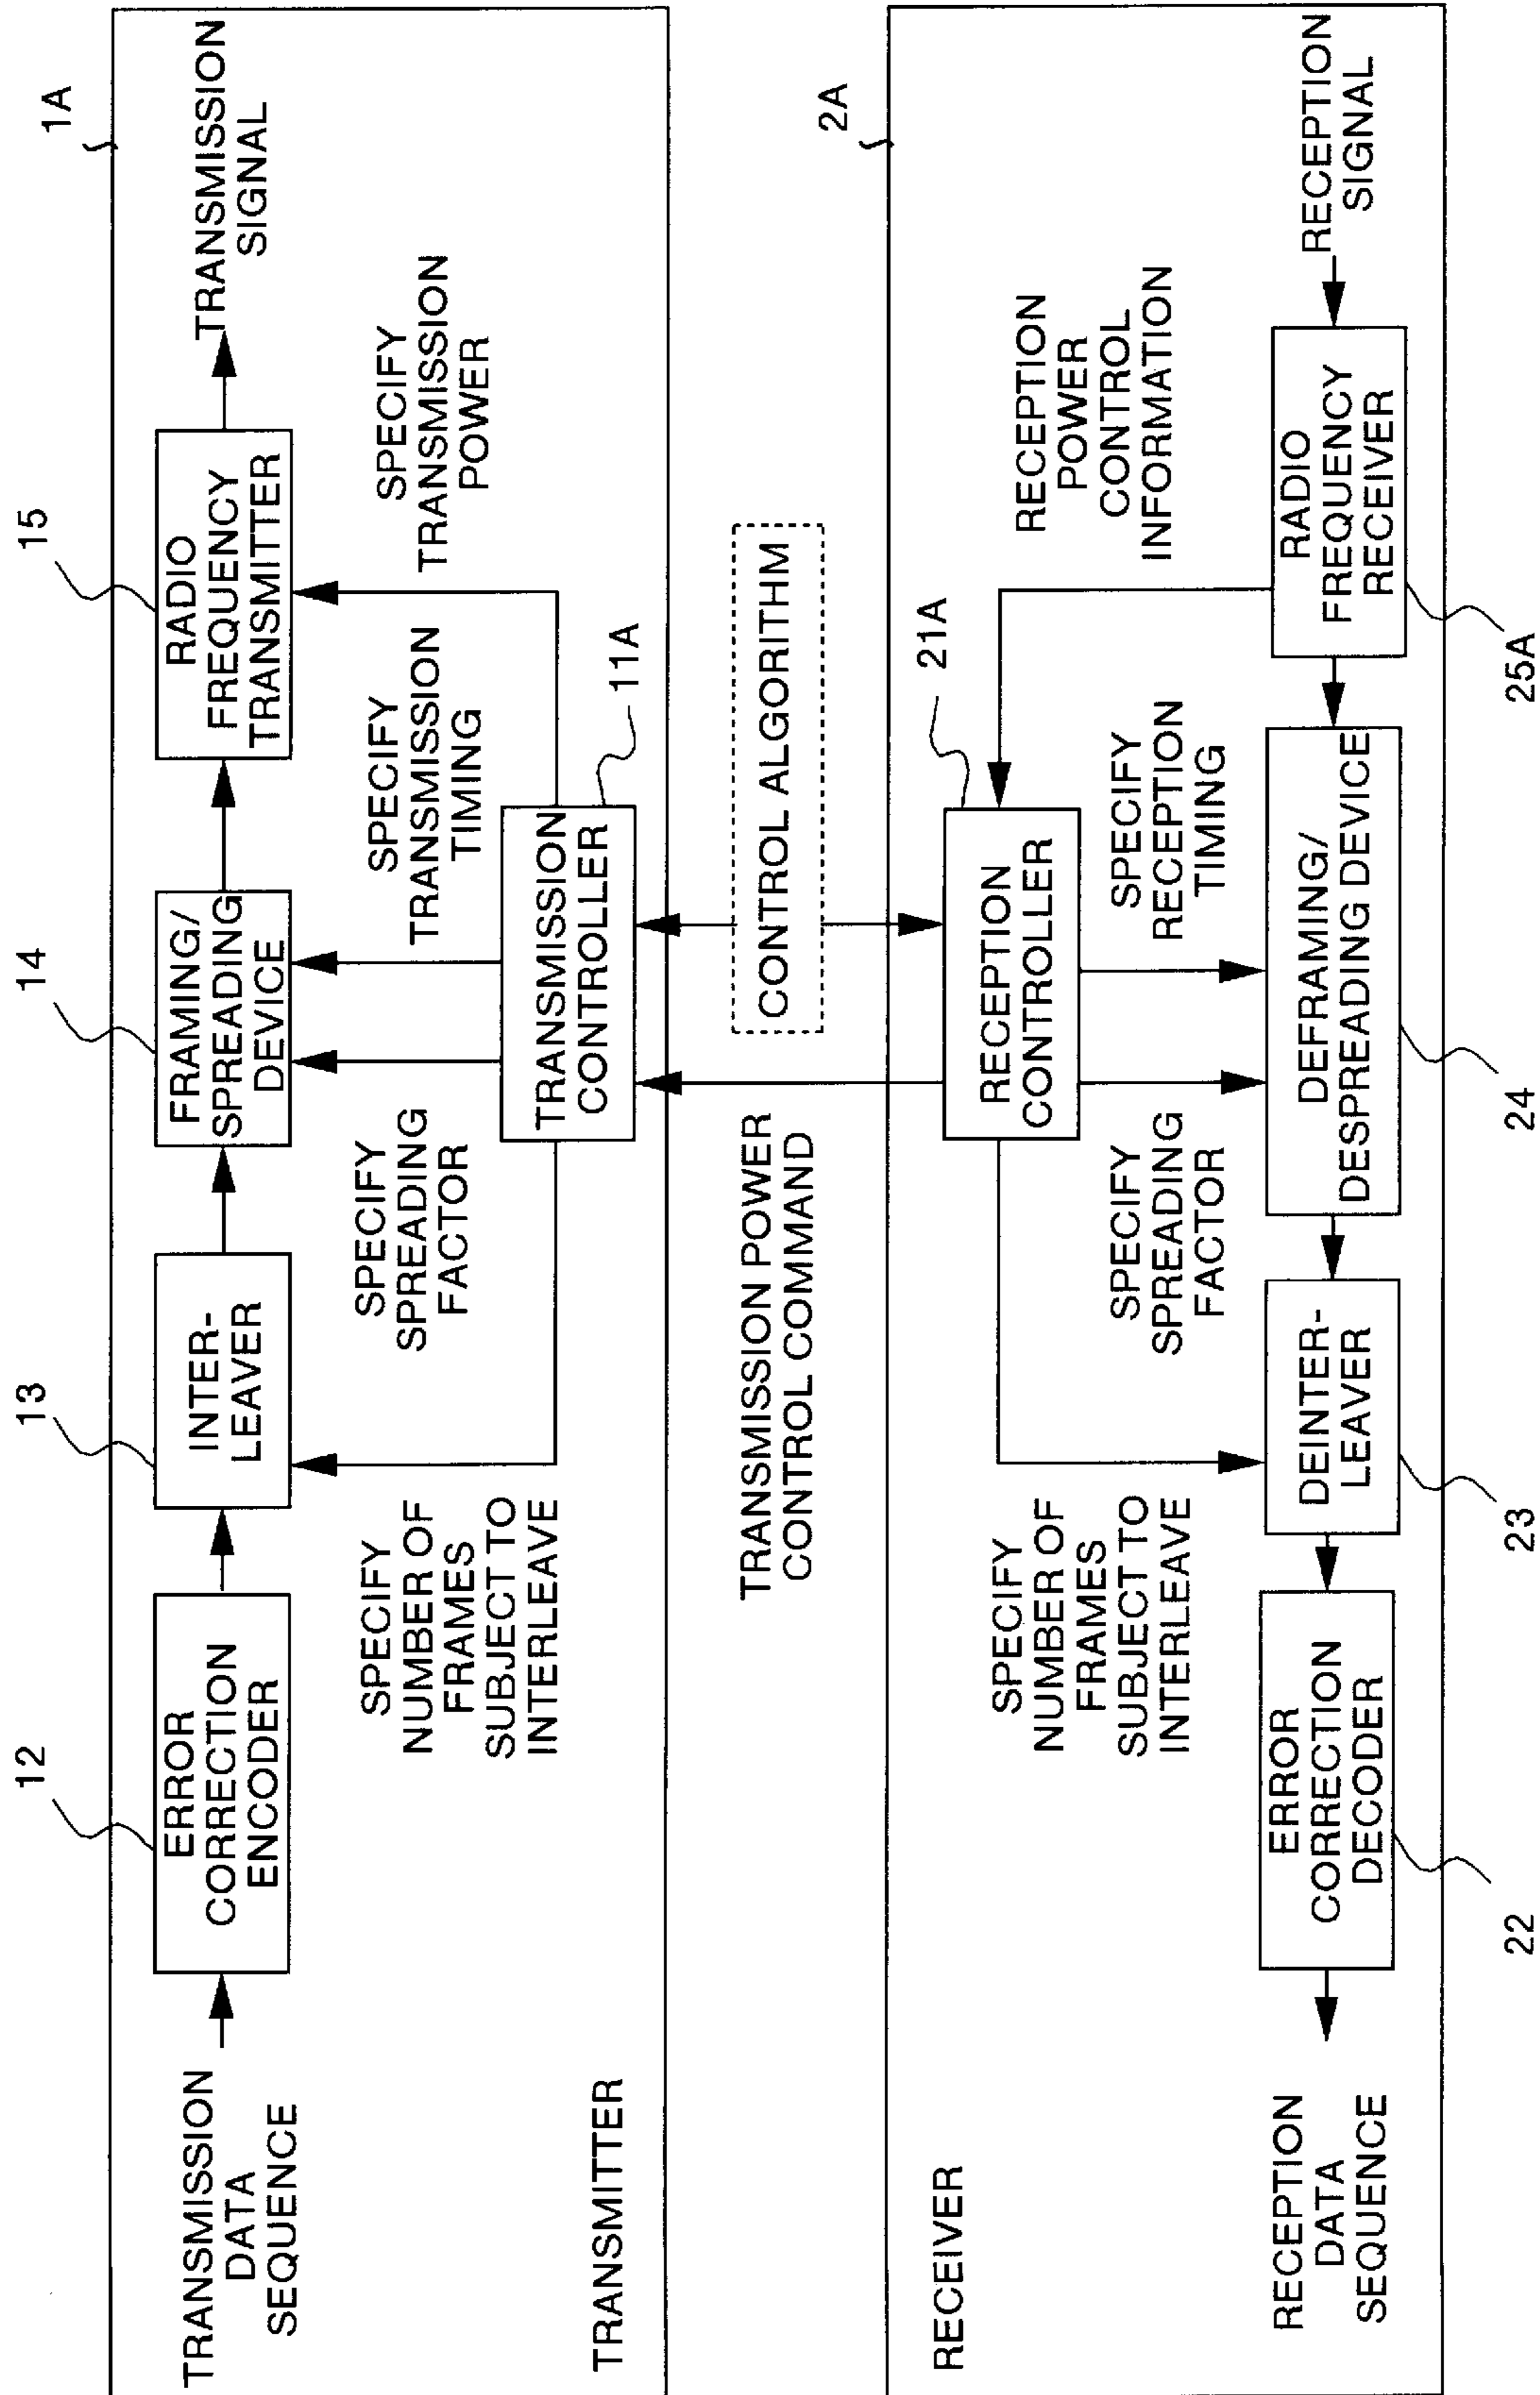 1A
TRANSMISSION
DATA
SEQUENCE
12
ERROR
CORRECTION
ENCODER
13
INTER-
LEAVER
14
FRAMING/
SPREADING
DEVICE
15
RADIO
FREQUENCY
TRANSMITTER
TRANSMISSION
SIGNAL
SPECIFY
NUMBER OF
FRAMES
SUBJECT TO
INTERLEAVE
SPECIFY
SPREADING
FACTOR
SPECIFY
TRANSMISSION
TIMING
SPECIFY
TRANSMISSION
POWER
TRANSMITTER
TRANSMISSION
CONTROLLER
11A
TRANSMISSION POWER
CONTROL COMMAND
CONTROL ALGORITHM
2A
RECEIVER
RECEPTION
CONTROLLER
21A
RECEPTION
POWER
CONTROL
INFORMATION
SPECIFY
NUMBER OF
FRAMES
SUBJECT TO
INTERLEAVE
SPECIFY
SPREADING
FACTOR
SPECIFY
RECEPTION
TIMING
RECEPTION
DATA
SEQUENCE
ERROR
CORRECTION
DECODER
22
DEINTER-
LEAVER
23
DEFRAMING/
DESPREADING DEVICE
24
RADIO
FREQUENCY
RECEIVER
25A
RECEPTION
SIGNAL